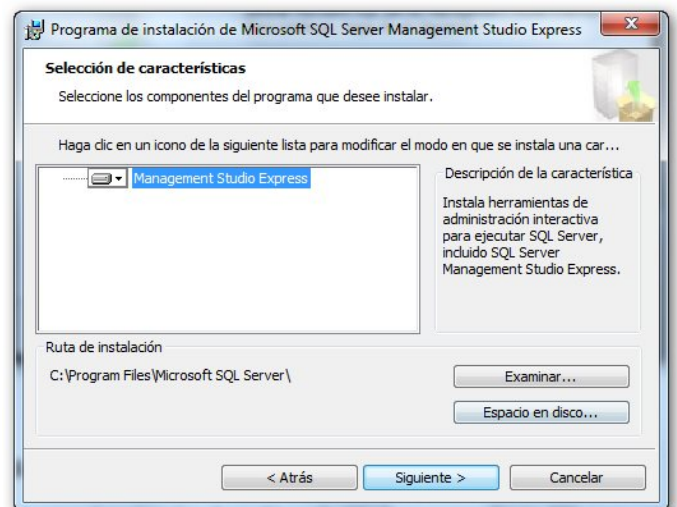 Programa de instalación de Microsoft SQL Server Management Studio Express
Selección de características
Seleccione los componentes del programa que desee instalar.
Haga clic en un icono de la siguiente lista para modificar el modo en que se instala una car...
Management Studio Express
Descripción de la característica
Instala herramientas de
administración interactiva
para ejecutar SQL Server,
incluido SQL Server
Management Studio Express.
Ruta de instalación
C:\Program Files\Microsoft SQL Server\
Examinar...
Espacio en disco...
< Atrás
Siguiente >
Cancelar